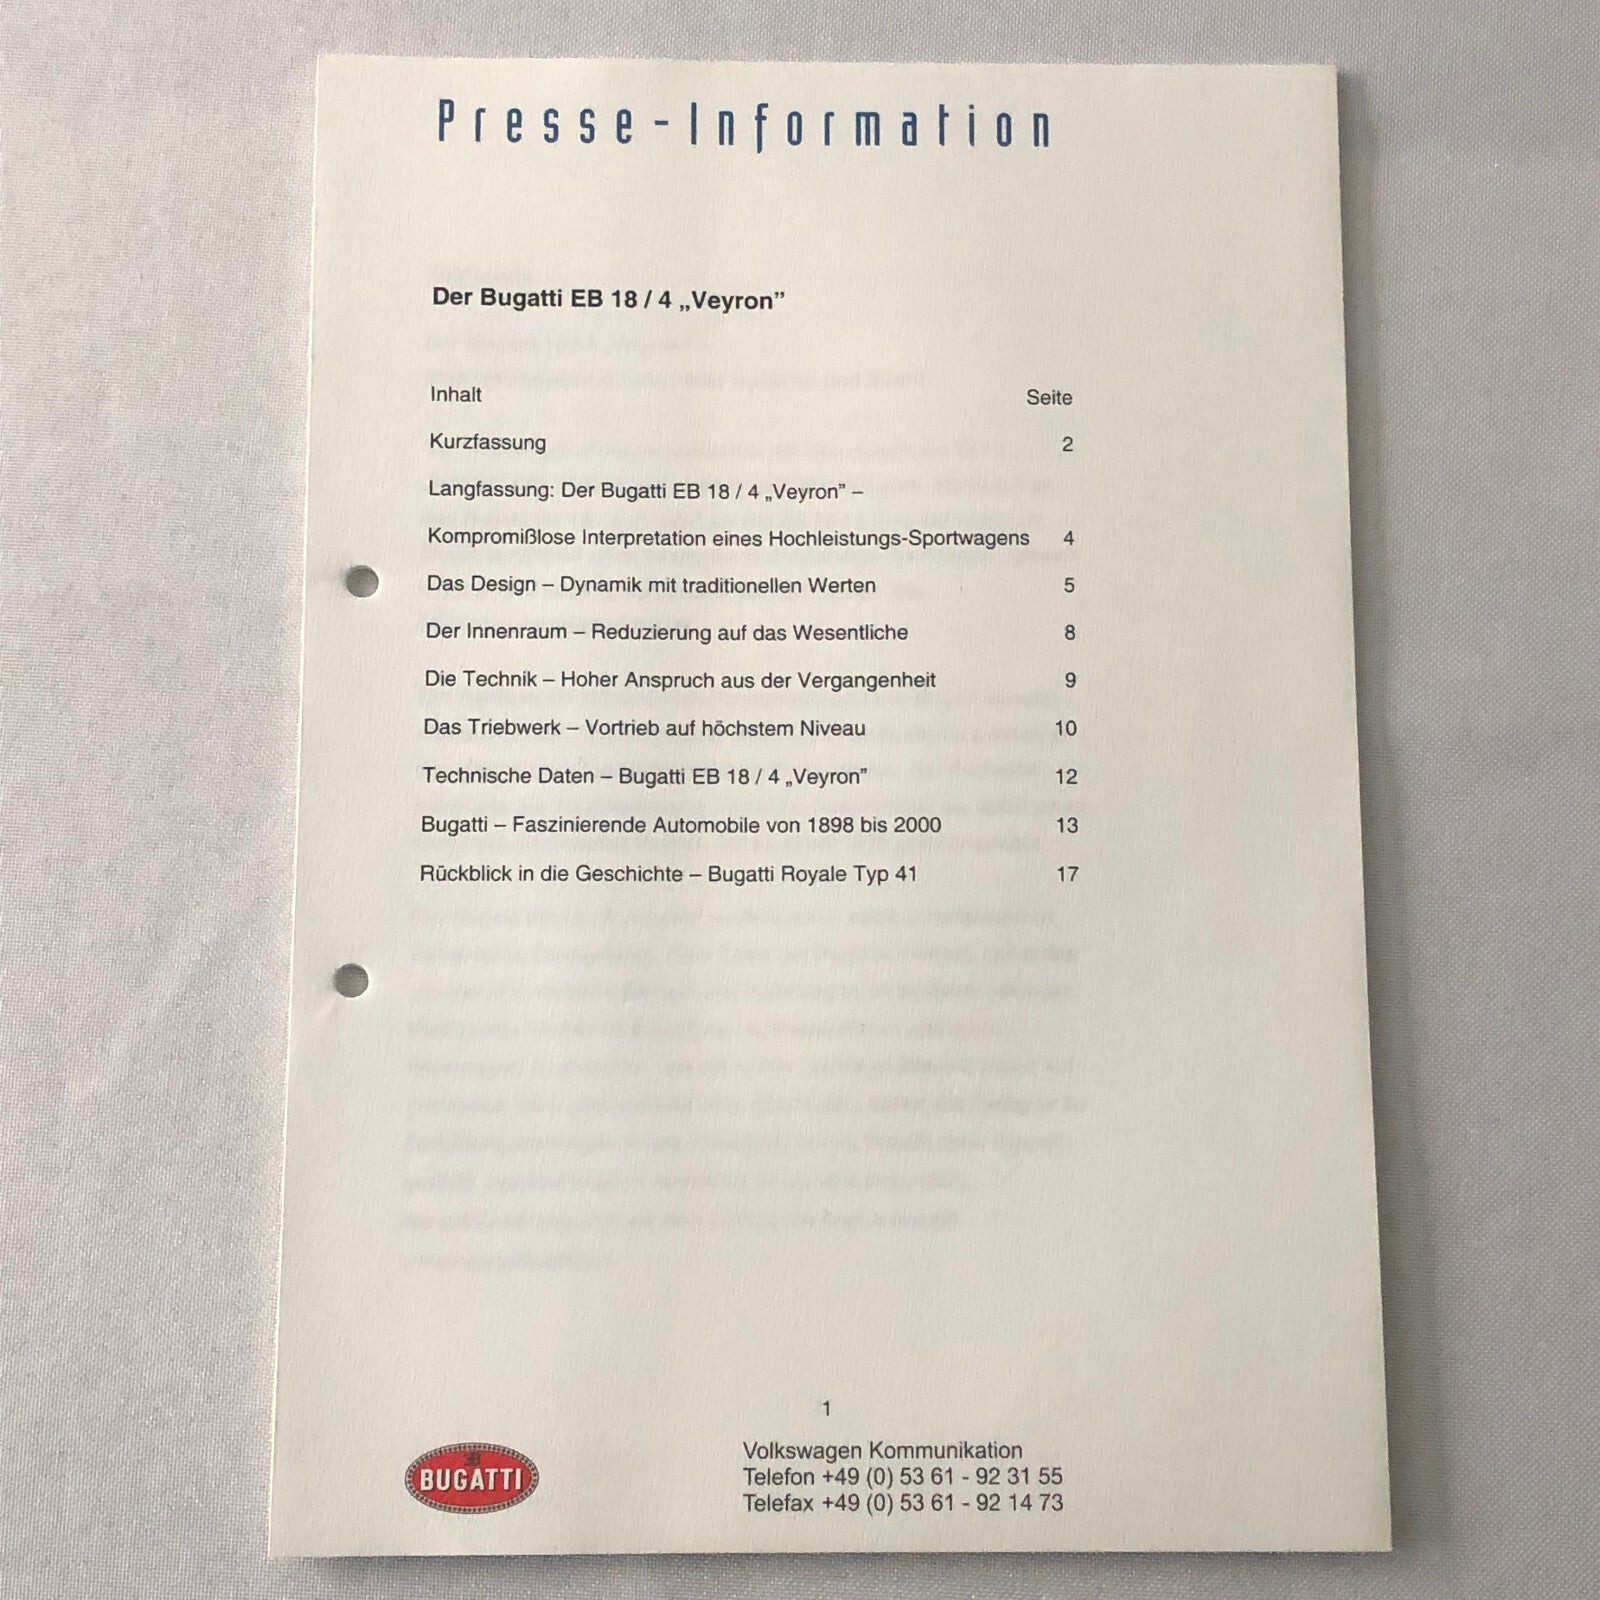 Presse-Information
Der Bugatti EB 18 / 4 „Veyron”
Inhalt Seite
Kurzfassung 2
Langfassung: Der Bugatti EB 18 / 4 „Veyron” –
Kompromißlose Interpretation eines Hochleistungs-Sportwagens 4
Das Design – Dynamik mit traditionellen Werten 5
Der Innenraum – Reduzierung auf das Wesentliche 8
Die Technik – Hoher Anspruch aus der Vergangenheit 9
Das Triebwerk – Vortrieb auf höchstem Niveau 10
Technische Daten – Bugatti EB 18 / 4 „Veyron” 12
Bugatti – Faszinierende Automobile von 1898 bis 2000 13
Rückblick in die Geschichte – Bugatti Royale Typ 41 17
1
BUGATTI
Volkswagen Kommunikation
Telefon +49 (0) 53 61 - 92 31 55
Telefax +49 (0) 53 61 - 92 14 73